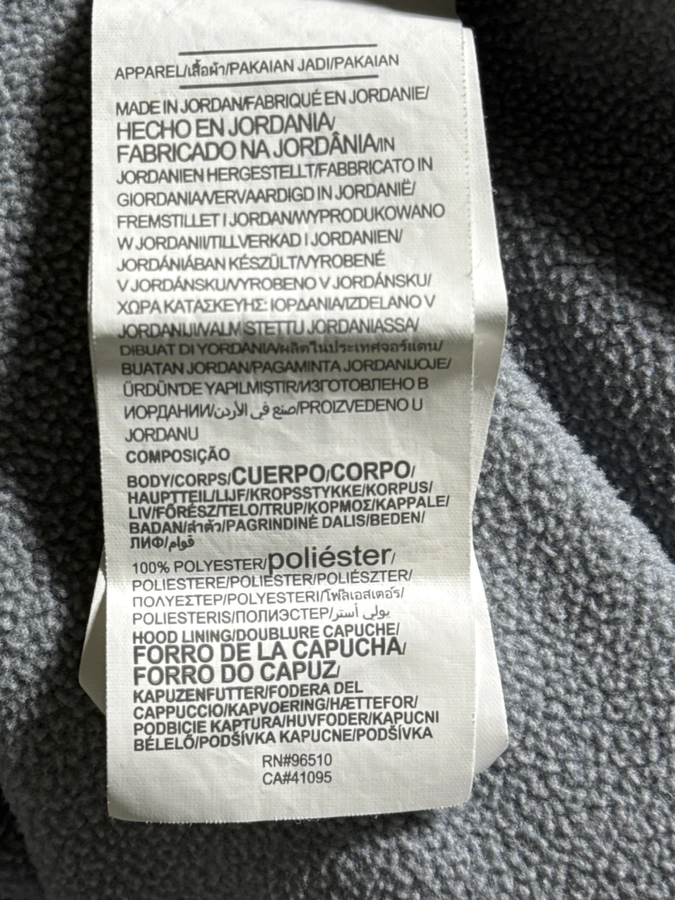 APPAREL/เสื้อผ้า/PAKAIAN JADI/PAKAIAN
MADE IN JORDAN/FABRIQUÉ EN JORDANIE/
HECHO EN JORDANIA/
FABRICADO NA JORDÂNIA/IN
JORDANIEN HERGESTELLT/FABBRICATO IN
GIORDANIA/VERVAARDIGD IN JORDANIË/
FREMSTILLET I JORDAN/WYPRODUKOWANO
W JORDANII/TILLVERKAD I JORDANIEN/
JORDÁNIÁBAN KÉSZÜLT/VYROBENÉ
V JORDÁNSKU/VYROBENO V JORDÁNSKU/
ΧΩΡΑ ΚΑΤΑΣΚΕΥΗΣ: ΙΟΡΔΑΝΙΑ/IZDELANO V
JORDANIJI/VALMISTETTU JORDANIASSA/
DIBUAT DI YORDANIA/ผลิตในประเทศจอร์แดน/
BUATAN JORDAN/PAGAMINTA JORDANIJOJE/
ÜRDÜN'DE YAPILMISTIR/ИЗГОТОВЛЕНО В
ИОРДАНИИ/صنع في الأردن/PROIZVEDENO U
JORDANU
COMPOSIÇÃO
BODY/CORPS/CUERPO/CORPO/
HAUPTTEIL/LIJF/KROPSSTYKKE/KORPUS/
LIV/FŐRÉSZ/TELO/TRUP/ΚΟΡΜΟΣ/KAPPALE/
BADAN/ลำตัว/PAGRINDINĖ DALIS/BEDEN/
ЛИФ/قوام/
100% POLYESTER/poliéster/
POLIESTERE/POLIESTER/POLIÉSZTER/
ΠΟΛΥΕΣΤΕΡ/POLYESTERI/โพลีเอสเตอร์/
POLIESTERIS/ПОЛИЭСТЕР/بولي أستر/
HOOD LINING/DOUBLURE CAPUCHE/
FORRO DE LA CAPUCHA/
FORRO DO CAPUZ/
KAPUZENFUTTER/FODERA DEL
CAPPUCCIO/KAPVOERING/HÆTTEFOR/
PODBICIE KAPTURA/HUVFODER/KAPUCNI
BÉLELŐ/PODŠÍVKA KAPUCNE/PODŠÍVKA
RN#96510
CA#41095